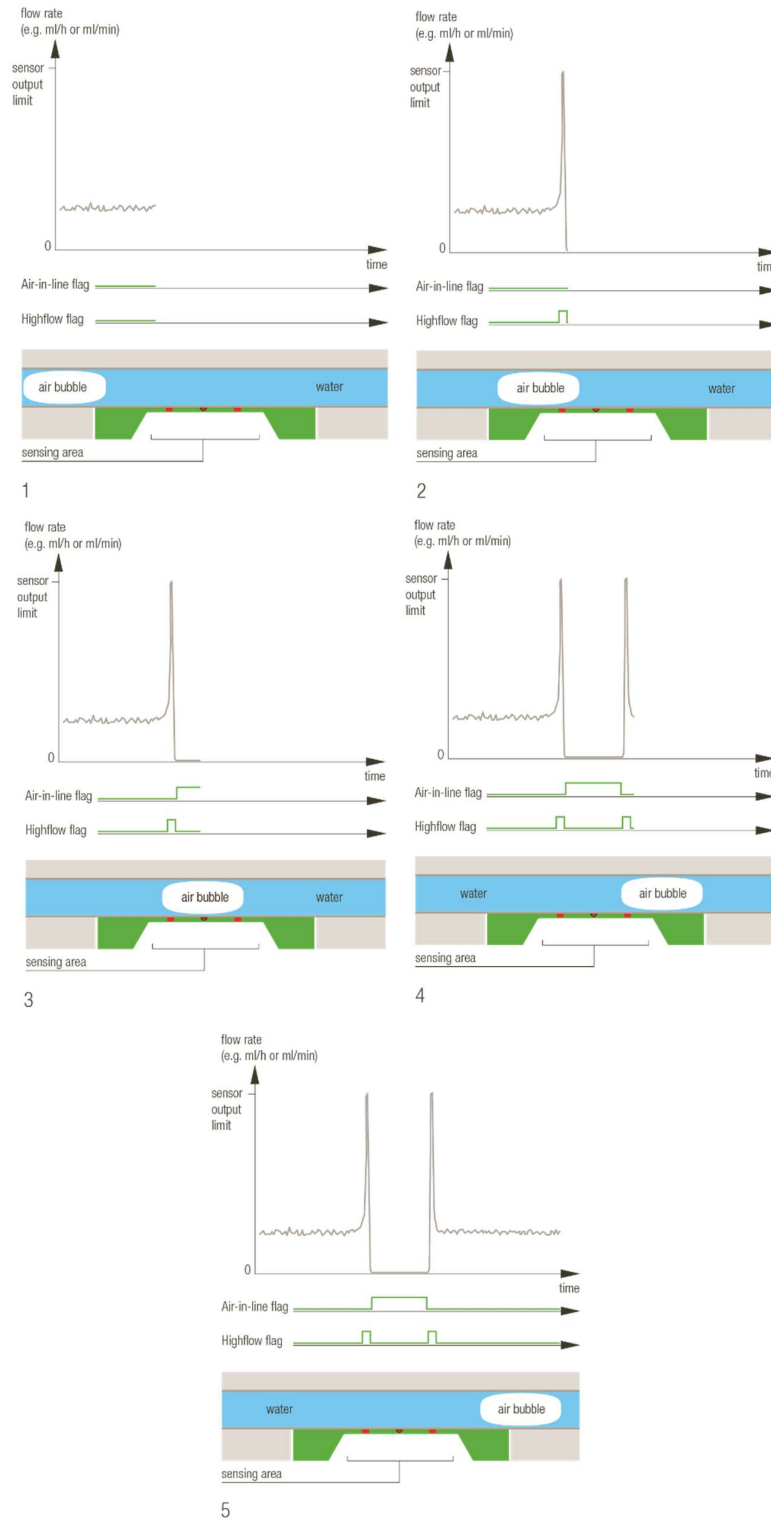 flow rate
(e.g. ml/h or ml/min)
sensor
output
limit
0
time
Air-in-line flag
Highflow flag
air bubble
water
sensing area
1
flow rate
(e.g. ml/h or ml/min)
sensor
output
limit
0
time
Air-in-line flag
Highflow flag
air bubble
water
sensing area
2
flow rate
(e.g. ml/h or ml/min)
sensor
output
limit
0
time
Air-in-line flag
Highflow flag
air bubble
water
sensing area
3
flow rate
(e.g. ml/h or ml/min)
sensor
output
limit
0
time
Air-in-line flag
Highflow flag
water
air bubble
sensing area
4
flow rate
(e.g. ml/h or ml/min)
sensor
output
limit
0
time
Air-in-line flag
Highflow flag
water
air bubble
sensing area
5